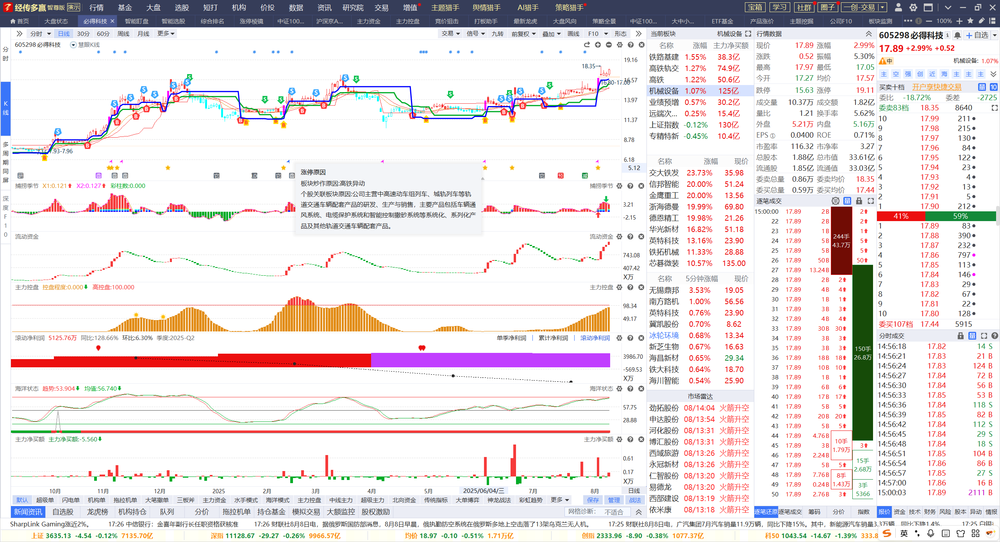 经传多赢 智尊版 演示 行情 基金 大盘 选股 短打 机构 价投 数据 资讯 研究院 交易 增值 主题猎手 舆情猎手 AI猎手 策略猎手 宝箱 学习 社群 圈子 一创-交易
首页 大盘状态 必得科技 智能盯盘 智能选股 综合排名 涨停棱镜 中证100... 沪深京A... 主力资金 主力控盘 竞价狙击 打板助手 最新龙虎 大盘风向 策略全景 中证100... 大中小... ETF基金 产品涨价 主题挖掘 公司F10 板块监测 100%
分时 日线 30分 60分 周线 月线 更多 交易 信号 九转 前复权 叠加 画线 F10 形态
605298 必得科技 慧眼K线
分时
K线
多周期同屏
深度F10
18.35
16.80-17.00
7.93-7.96
19.16
16.57
13.97
11.37
8.78
6.18
5.12
涨停原因
板块炒作原因:高铁异动
个股关联板块原因:公司主营中高速动车组列车、城轨列车等轨
道交通车辆配套产品的研发、生产与销售，主要产品包括车辆通
风系统、电缆保护系统和智能控制撒砂系统等系统化、系列化产
品及其他轨道交通车辆配套产品。
捕捞季节 X1:0.121 X2:0.127 彩柱数:0.000 捕捞季节
3.21
-2.15
流动资金 流动资金
743.08
407.42
X万
主力控盘 控盘程度:0.000 高控盘:100.000 主力控盘
98.34
49.17
滚动净利润 5125.76万 同比:128.66% 环比:6.30% 季度:2025-Q2 单季净利润 累计净利润 滚动净利润
3986.70
-569.53
X万
海洋状态 趋势:53.904 均值:56.740 海洋状态
57.75
28.88
主力净买额 主力净买额:-5.560 主力净买额
0.61
0.17
X万
10月 11月 12月 2025 2月 3月 4月 5月 2025/06/04/三 7月 8月 日线
默认 超级单 闪电单 机构单 拖拉机单 大笔撤单 三板斧 主力资金 水手模式 海洋模式 主力控盘 中线主力 超级主力 北向资金 传统指标 大单博弈 神龙战法 彩虹趋势 更多 保存 管理 战法
新闻资讯 自选股 龙虎榜 机构持仓 队列 分价 拖拉机单 持仓基金 模拟交易 大额监控 股权激励 网格诊断: 不适合
当前板块 机械设备
名称 涨幅 主力净买额
铁路基建 1.55% 38.3亿
高铁轨交 1.27% 74.9亿
高铁 1.22% 50.6亿
机械设备 1.07% 125亿
业绩预增 0.57% 30.2亿
远端次... 0.25% 15.4亿
上证指数 -0.12% 130亿
专精特新 -0.45% 10.4亿
名称 涨幅 现价
交大铁发 23.73% 35.98
信邦智能 20.00% 51.24
金鹰重工 20.00% 13.56
浙海德曼 19.99% 69.80
德恩精工 19.98% 21.26
华光新材 16.82% 51.18
英特科技 13.16% 23.90
铁拓机械 11.33% 28.88
芯碁微装 10.57% 135.00
名称 5分钟涨幅 现价
无锡鼎邦 3.53% 19.05
南方路机 1.00% 56.56
英特科技 0.76% 23.90
冀凯股份 0.70% 8.62
冰轮环境 0.68% 13.34
新芝生物 0.67% 16.63
海昌新材 0.65% 29.34
铁大科技 0.64% 18.70
海川智能 0.54% 25.90
市场雷达
劲拓股份 08/14:04 火箭升空
申达股份 08/13:54 火箭升空
河化股份 08/13:31 火箭升空
博汇股份 08/13:31 火箭升空
西域旅游 08/13:26 火箭升空
永冠新材 08/13:26 火箭升空
仁智股份 08/13:20 火箭升空
易德龙 08/13:20 火箭升空
西部建设 08/13:19 火箭升空
依米康 08/13:18 火箭升空
行情数据
现价 17.89 涨幅 2.99%
涨跌 0.52 振幅 5.30%
最高 17.97 最低 17.05
今开 17.27 均价 17.57
跌停 15.63 涨停 19.11
成交量 10.37万 成交额 1.82亿
量比 1.21 换手率 5.62%
外盘 5.21万 内盘 5.16万
EPS① 0.0400 ROE 0.71%
市盈率 116.32 市净率 3.27
总股本 1.88亿 总市值 33.61亿
流通股 1.85亿 流通值 33.03亿
委卖总量 0.86万 委卖均价 18.35
委买总量 0.59万 委买均价 17.44
逐笔成交 量
15:00:00 17.89 2B 2
22 17.89 2B 2
23 17.89 1B 1
24 17.89 5B 5
25 17.89 5B 5
26 17.89 50B 50
27 17.89 13.24B
28 17.89 2B 2
29 17.89 4B 4
30 17.89 1B 1
31 17.89 3B 3
32 17.89 4B 4
33 17.89 30B 30
34 17.89 3B 3
35 17.89 3B 3
36 17.89 18B 18
37 17.89 10B 10
38 17.89 1B 1
39 17.89 6B 6
40 17.89 17B 17
41 17.89 5B 5
42 17.89 20B 20
43 17.89 5B 5
44 17.89 4.76B
45 17.89 3B 3
46 17.89 2.24B
47 17.89 5B 5
48 17.89 7.76B
49 17.89 0.24B
50 17.89 2.76B 3
244手
43.7万
150手
26.8万
10手
1.79万
15手
2.68万
8手
1.43万
3手
5366
逐笔还原 逐笔成交 筹码 分价 指数
605298 必得科技 自选
17.89 +2.99% +0.52
中 机械设备: 1.07%
主 空 强 创 近 海 主 主 主
买卖十档 开户享快捷交易 量 10
委比 -18.72% 委差 -2725
委卖83档 18.35 8640
10 17.99 211
9 17.98 215
8 17.97 130
7 17.96 84
6 17.95 122
5 17.94 23
4 17.93 4
3 17.92 13
2 17.91 5
1 17.90 212
41% 59%
1 17.89 83
2 17.88 390
3 17.87 232
4 17.86 797
5 17.85 113
6 17.84 146
7 17.83 29
8 17.82 67
9 17.81 22
10 17.80 128
委买107档 17.44 5915
分时成交 量
14:56:18 17.82 14 S
14:56:21 17.83 21 B
14:56:24 17.83 124 B
14:56:27 17.84 72 B
14:56:30 17.84 56 B
14:56:33 17.85 53 B
14:56:36 17.84 118 S
14:56:39 17.85 82 B
14:56:42 17.84 112 S
14:56:45 17.84 29 S
14:56:48 17.84 18 S
14:56:51 17.85 104 B
14:56:54 17.86 86 B
14:56:57 17.85 27 S
14:57:00 17.86 16 B
15:00:03 17.89 2111 B
报价 资金 技术 财务 风险 股本 异动 情报
SharpLink Gaming涨近2%。 17:26 中信银行：金喜年副行长任职资格获核准 17:26 财联社8月8日电，据俄罗斯国防部消息，8月8日早晨，俄执勤防空系统在俄罗斯多地上空击落了13架乌克兰无人机。 17:25 财联社8月8日电，广汽集团7月汽车销量11.9万辆，同比下降15%。其中，新能源汽车销量3.3万辆，同比下降1.4%。 17:25
上证 3635.13 -4.54 -0.12% 7135.70亿 深指 11128.67 -29.27 -0.26% 9966.57亿 均价 18.97 -0.10 -0.51% 1.71万亿 创指 2333.96 -8.90 -0.38% 1077.37亿 科50 1043.54 -14.67 -1.39% 333.8
英